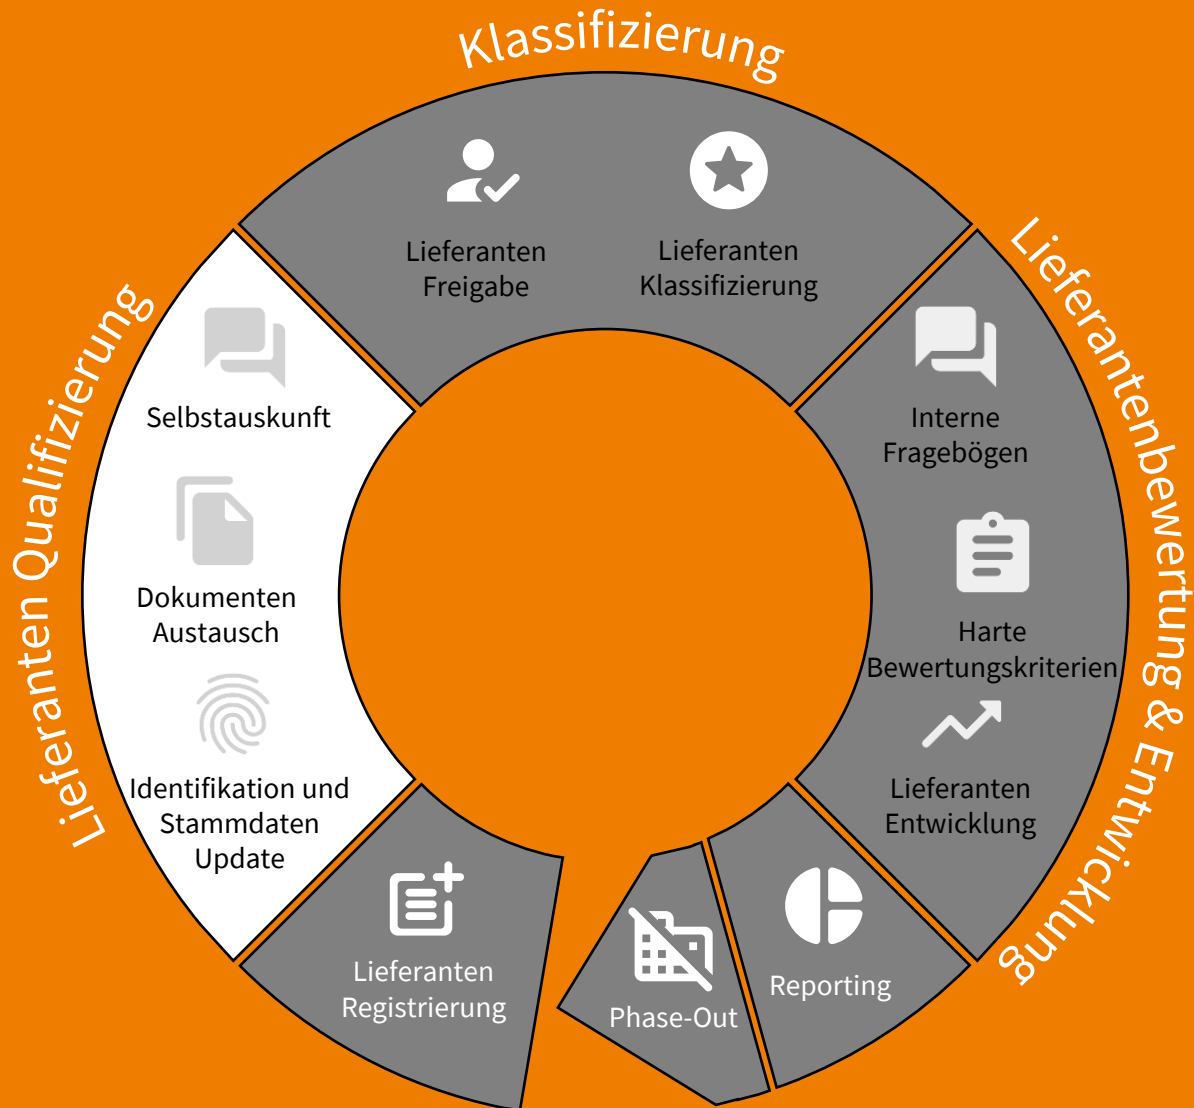 Klassifizierung
Lieferanten
Freigabe
Lieferanten
Klassifizierung
Lieferanten Qualifizierung
Selbstauskunft
Dokumenten
Austausch
Identifikation und
Stammdaten
Update
Lieferantenbewertung & Entwicklung
Interne
Fragebögen
Harte
Bewertungskriterien
Lieferanten
Entwicklung
Lieferanten
Registrierung
Phase-Out
Reporting